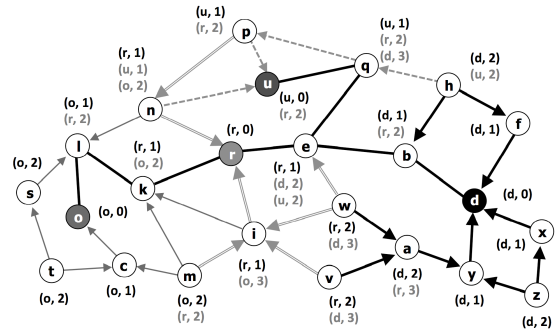 (u, 1)
(r, 2)
p
(r, 1)
(u, 1)
(o, 2)
(u, 1)
(r, 2)
(d, 3)
q
(d, 2)
(u, 2)
h
u
(u, 0)
(r, 2)
(o, 1)
(r, 2)
n
(d, 1)
(r, 2)
(d, 1)
f
(r, 0)
l
(r, 1)
(o, 2)
r
e
b
(o, 2)
s
k
(r, 1)
(d, 2)
(u, 2)
d
(d, 0)
o
(o, 0)
w
(r, 2)
(d, 3)
i
(r, 1)
(o, 3)
a
(d, 2)
(r, 3)
x
(d, 1)
t
(o, 2)
c
(o, 1)
m
(o, 2)
(r, 2)
v
(r, 2)
(d, 3)
y
(d, 1)
z
(d, 2)